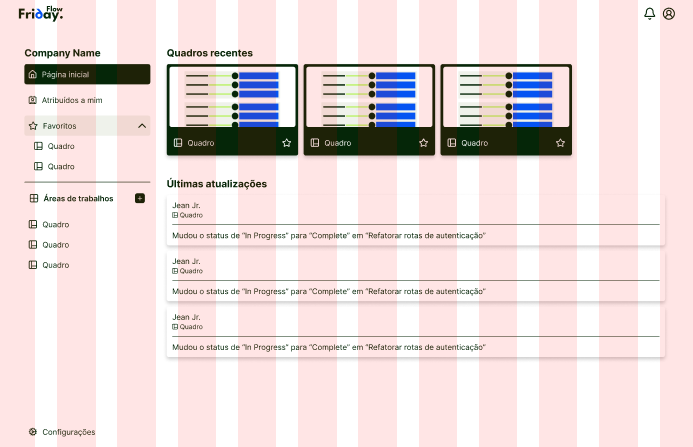 Friday.
Flow
Company Name
Página inicial
Atribuídos a mim
Favoritos
Quadro
Quadro
Áreas de trabalhos
Quadro
Quadro
Quadro
Configurações
Quadros recentes
Quadro
Quadro
Quadro
Últimas atualizações
Jean Jr.
Quadro
Mudou o status de “In Progress” para “Complete” em “Refatorar rotas de autenticação”
Jean Jr.
Quadro
Mudou o status de “In Progress” para “Complete” em “Refatorar rotas de autenticação”
Jean Jr.
Quadro
Mudou o status de “In Progress” para “Complete” em “Refatorar rotas de autenticação”